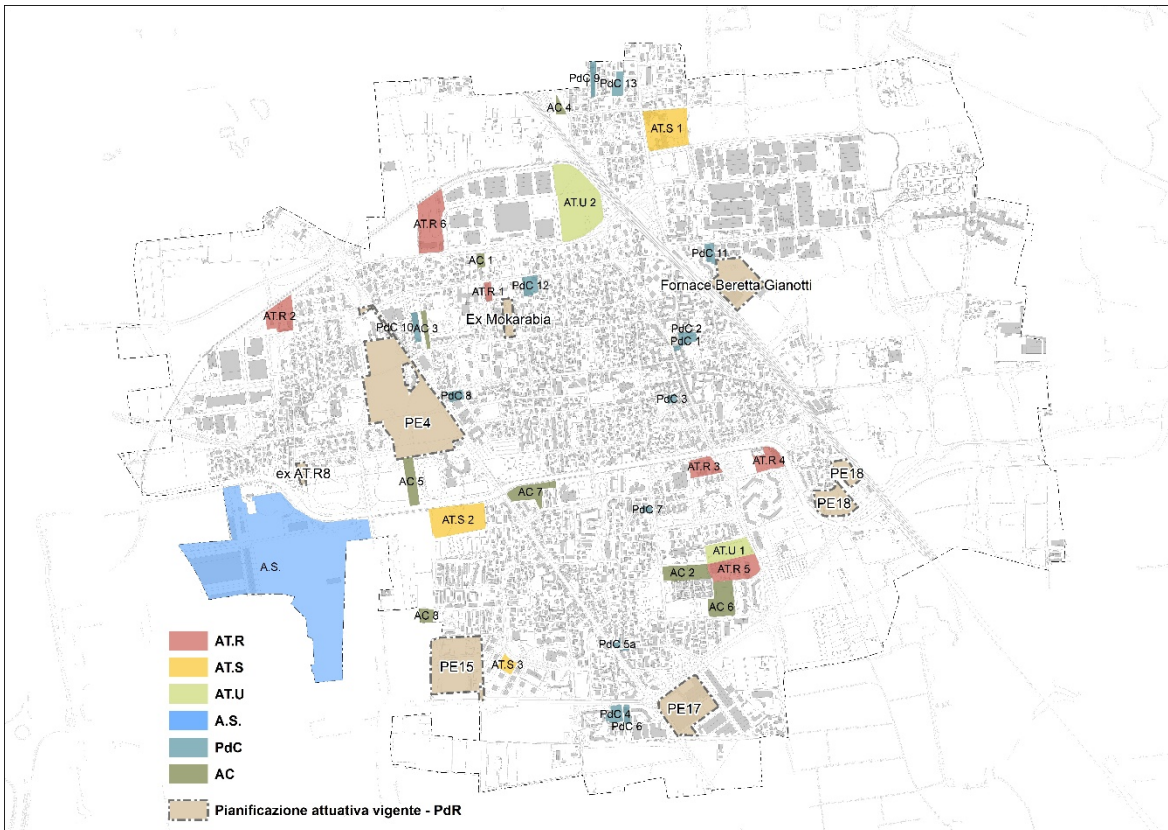 PdC 9
PdC 13
AC 4
AT.S 1
AT.U 2
AT.R 6
PdC 11
AC 1
Fornace Beretta Gianotti
PdC 12
AT.R 1
AT.R 2
Ex Mokarabia
PdC 10
AC 3
PdC 2
PdC 1
PdC 8
PdC 3
PE4
AT.R 3
AT.R 4
ex AT.R8
PE18
AC 5
AC 7
PE18
PdC 7
AT.S 2
AT.U 1
A.S.
AC 2
AT.R 5
AC 6
AC 8
PdC 5a
AT.R
PE15
AT.S 3
AT.S
AT.U
PE17
PdC 4
PdC 6
A.S.
PdC
AC
Pianificazione attuativa vigente - PdR